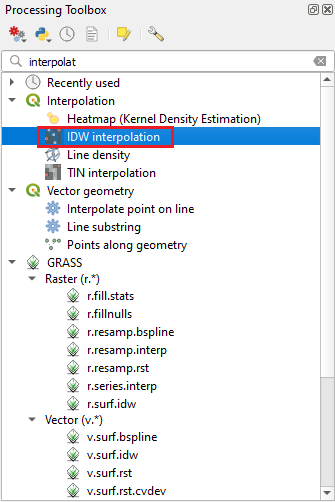 Processing Toolbox
interpolat
Recently used
Interpolation
Heatmap (Kernel Density Estimation)
IDW interpolation
Line density
TIN interpolation
Vector geometry
Interpolate point on line
Line substring
Points along geometry
GRASS
Raster (r.*)
r.fill.stats
r.fillnulls
r.resamp.bspline
r.resamp.interp
r.resamp.rst
r.series.interp
r.surf.idw
Vector (v.*)
v.surf.bspline
v.surf.idw
v.surf.rst
v.surf.rst.cvdev